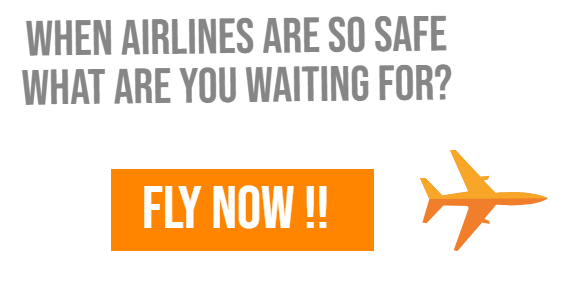 WHEN AIRLINES ARE SO SAFE
WHAT ARE YOU WAITING FOR?
FLY NOW !!